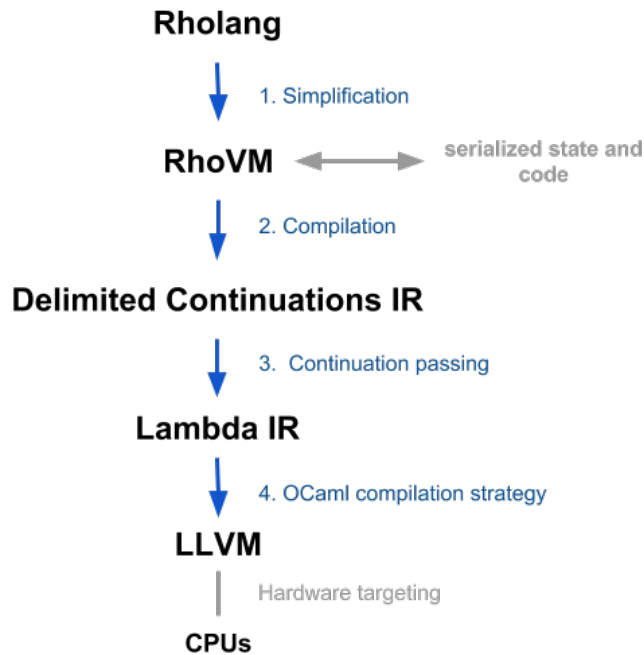 Rholang
1. Simplification
RhoVM
serialized state and
code
2. Compilation
Delimited Continuations IR
3. Continuation passing
Lambda IR
4. OCaml compilation strategy
LLVM
Hardware targeting
CPUs